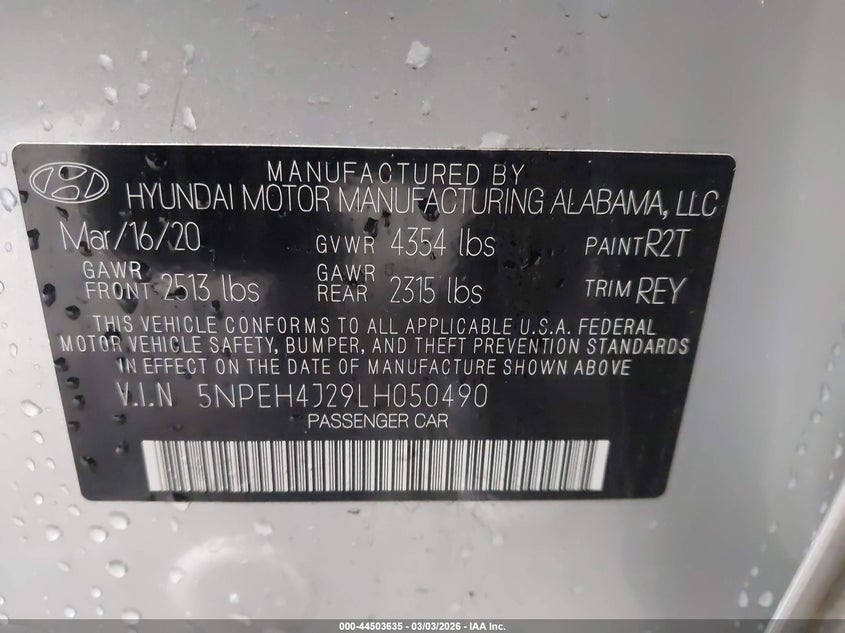 MANUFACTURED BY
HYUNDAI MOTOR MANUFACTURING ALABAMA, LLC
Mar/16/20 GVWR 4354 lbs PAINT R2T
GAWR FRONT 2513 lbs GAWR REAR 2315 lbs TRIM REY
THIS VEHICLE CONFORMS TO ALL APPLICABLE U.S.A. FEDERAL
MOTOR VEHICLE SAFETY, BUMPER, AND THEFT PREVENTION STANDARDS
IN EFFECT ON THE DATE OF MANUFACTURE SHOWN ABOVE
V.I.N 5NPEH4J29LH050490
PASSENGER CAR
000-44503635 - 03/03/2026 - IAA Inc.